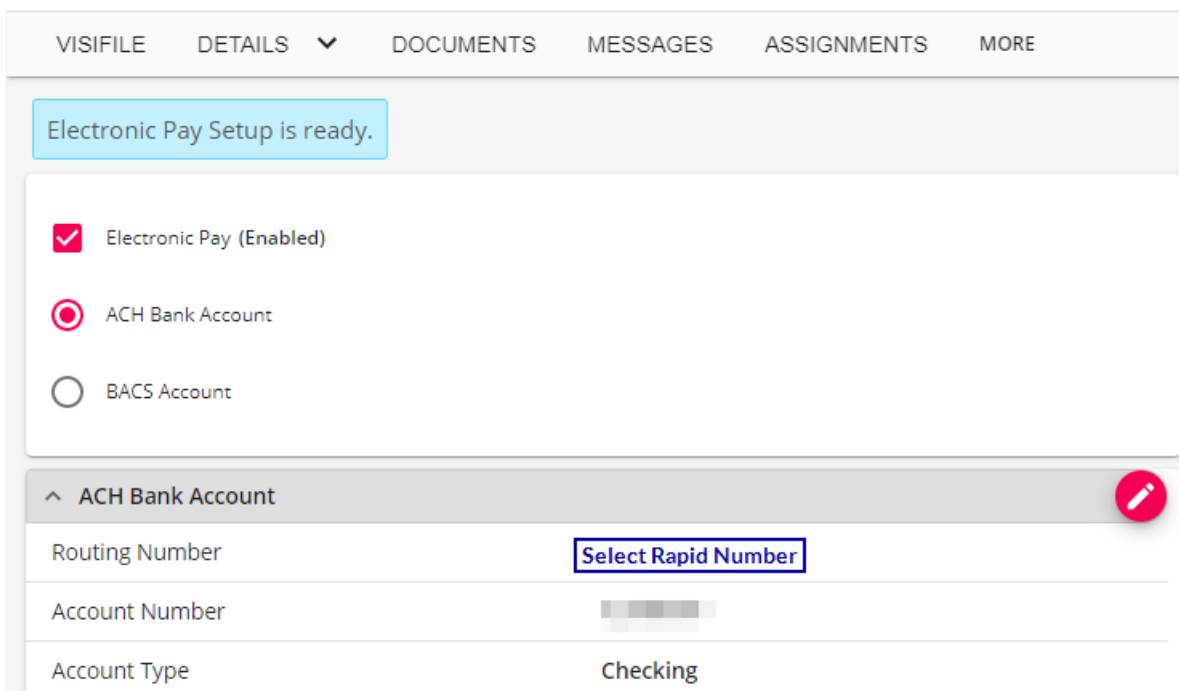 VISIFILE DETAILS DOCUMENTS MESSAGES ASSIGNMENTS MORE
Electronic Pay Setup is ready.
Electronic Pay (Enabled)
ACH Bank Account
BACS Account
ACH Bank Account
Routing Number Select Rapid Number
Account Number
Account Type Checking